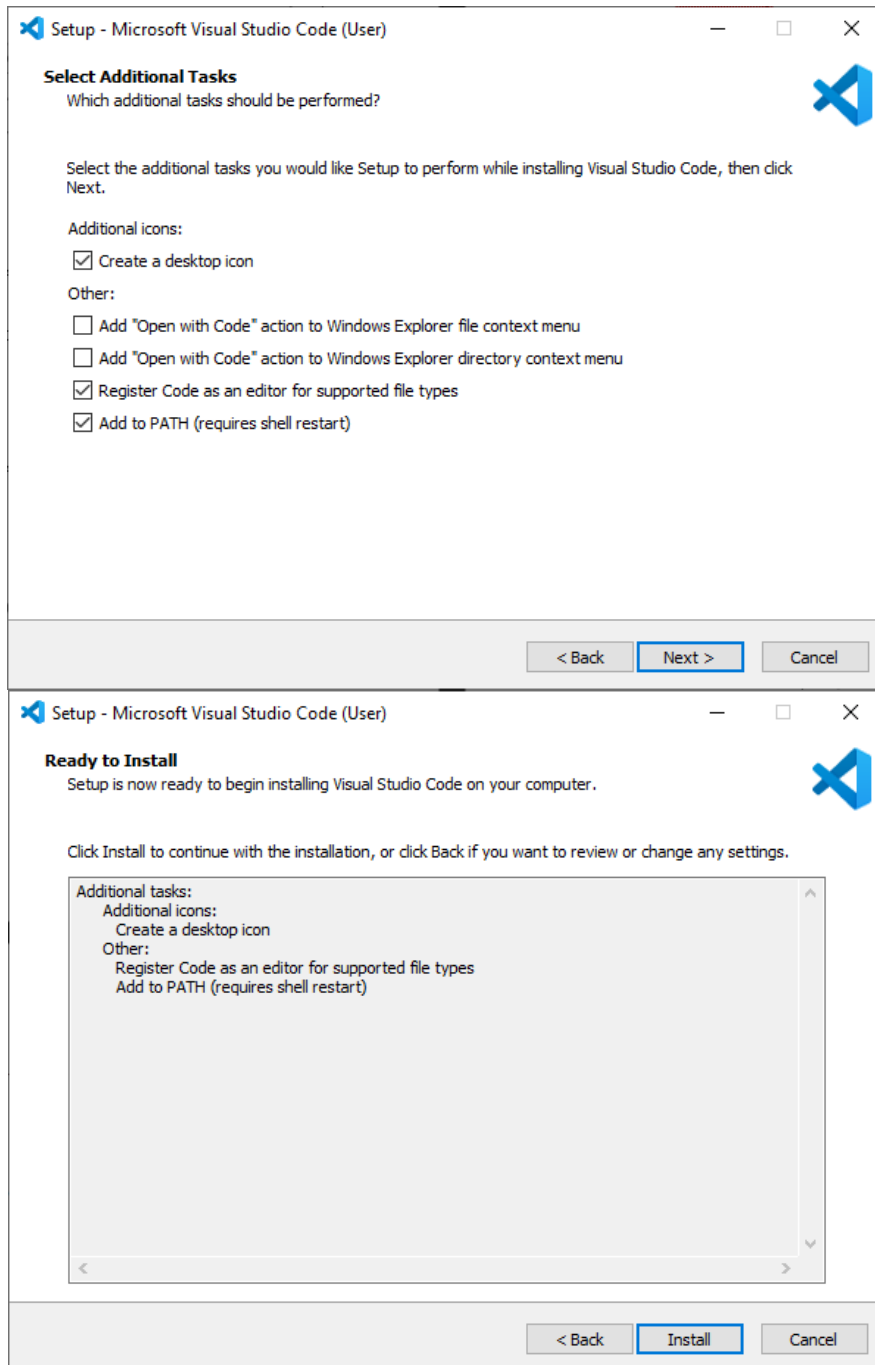 Setup - Microsoft Visual Studio Code (User)
Select Additional Tasks
Which additional tasks should be performed?
Select the additional tasks you would like Setup to perform while installing Visual Studio Code, then click
Next.
Additional icons:
Create a desktop icon
Other:
Add "Open with Code" action to Windows Explorer file context menu
Add "Open with Code" action to Windows Explorer directory context menu
Register Code as an editor for supported file types
Add to PATH (requires shell restart)
< Back Next > Cancel
Setup - Microsoft Visual Studio Code (User)
Ready to Install
Setup is now ready to begin installing Visual Studio Code on your computer.
Click Install to continue with the installation, or click Back if you want to review or change any settings.
Additional tasks:
Additional icons:
Create a desktop icon
Other:
Register Code as an editor for supported file types
Add to PATH (requires shell restart)
< Back Install Cancel